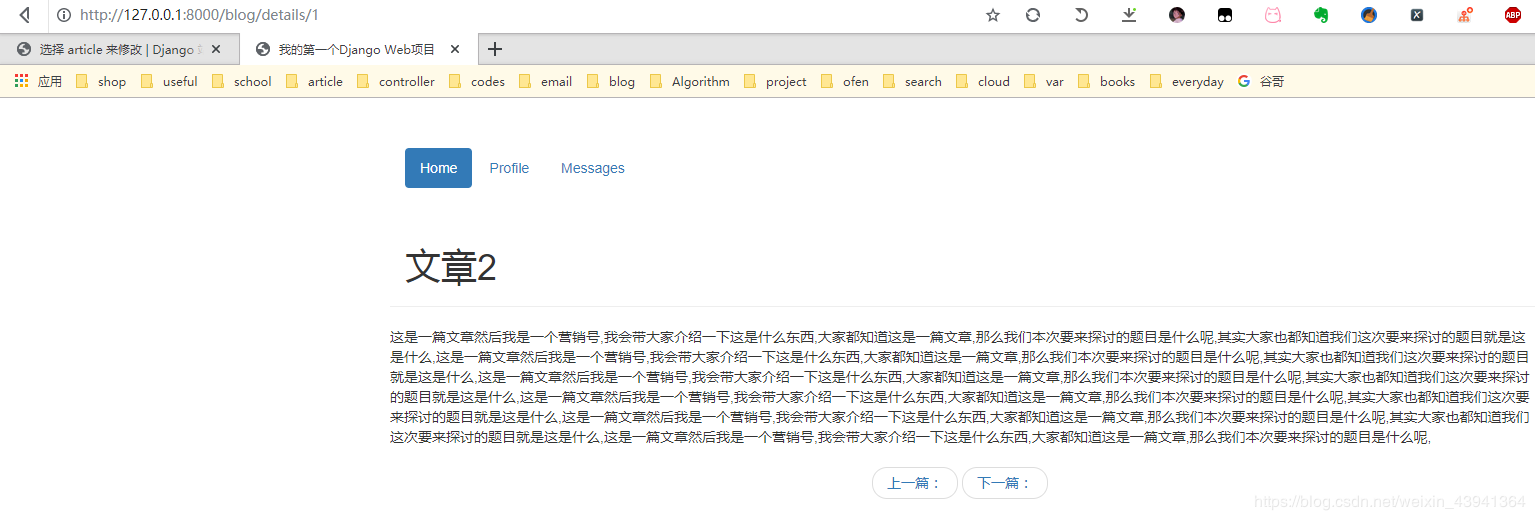 http://127.0.0.1:8000/blog/details/1
ABP
选择 article 来修改 | Django
我的第一个Django Web项目
应用 shop useful school article controller codes email blog Algorithm project ofen search cloud var books everyday 谷哥
Home Profile Messages
文章2
这是一篇文章然后我是一个营销号,我会带大家介绍一下这是什么东西,大家都知道这是一篇文章,那么我们本次要来探讨的题目是什么呢,其实大家也都知道我们这次要来探讨的题目就是这
是什么,这是一篇文章然后我是一个营销号,我会带大家介绍一下这是什么东西,大家都知道这是一篇文章,那么我们本次要来探讨的题目是什么呢,其实大家也都知道我们这次要来探讨的题目
就是这是什么,这是一篇文章然后我是一个营销号,我会带大家介绍一下这是什么东西,大家都知道这是一篇文章,那么我们本次要来探讨的题目是什么呢,其实大家也都知道我们这次要来探讨
的题目就是这是什么,这是一篇文章然后我是一个营销号,我会带大家介绍一下这是什么东西,大家都知道这是一篇文章,那么我们本次要来探讨的题目是什么呢,其实大家也都知道我们这次要
来探讨的题目就是这是什么,这是一篇文章然后我是一个营销号,我会带大家介绍一下这是什么东西,大家都知道这是一篇文章,那么我们本次要来探讨的题目是什么呢,其实大家也都知道我们
这次要来探讨的题目就是这是什么,这是一篇文章然后我是一个营销号,我会带大家介绍一下这是什么东西,大家都知道这是一篇文章,那么我们本次要来探讨的题目是什么呢,
上一篇： 下一篇：
https://blog.csdn.net/weixin_43941364